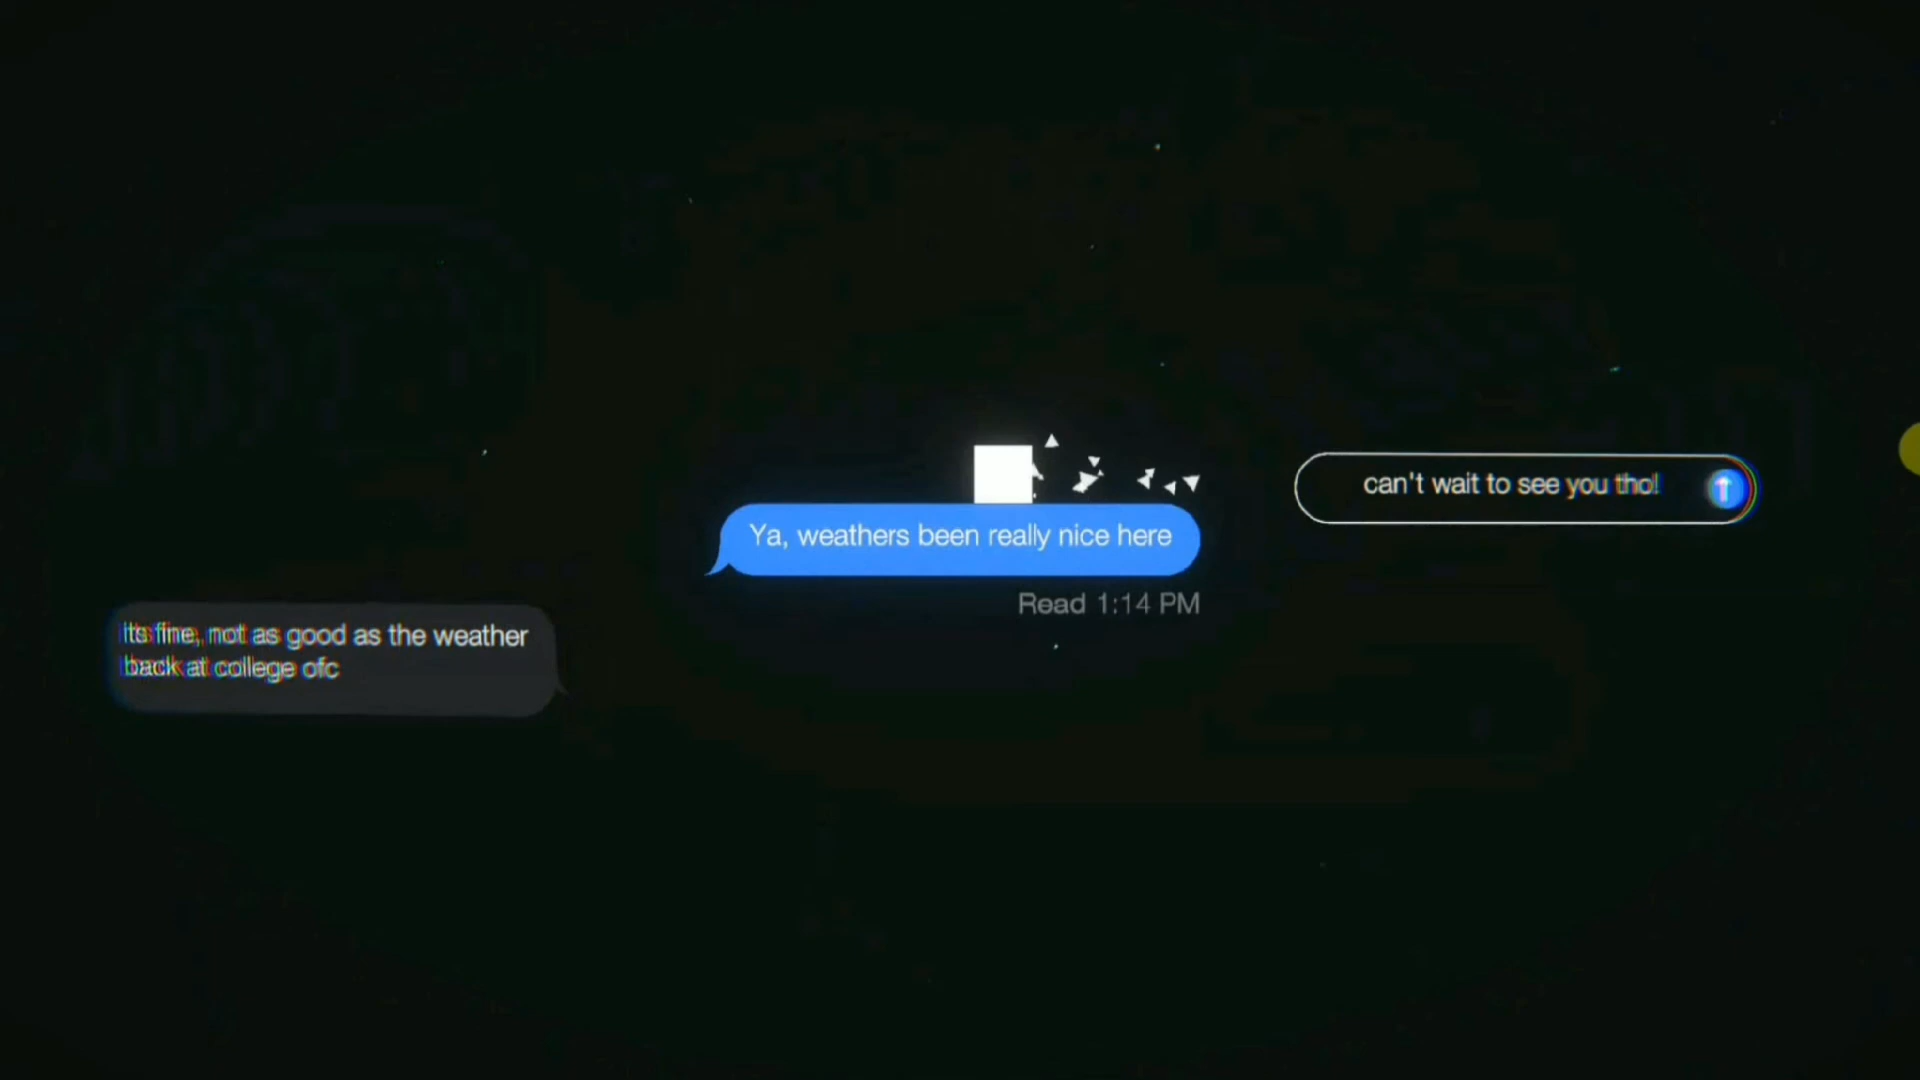 its fine, not as good as the weather
back at college ofc
Ya, weathers been really nice here
Read 1:14 PM
can't wait to see you tho!